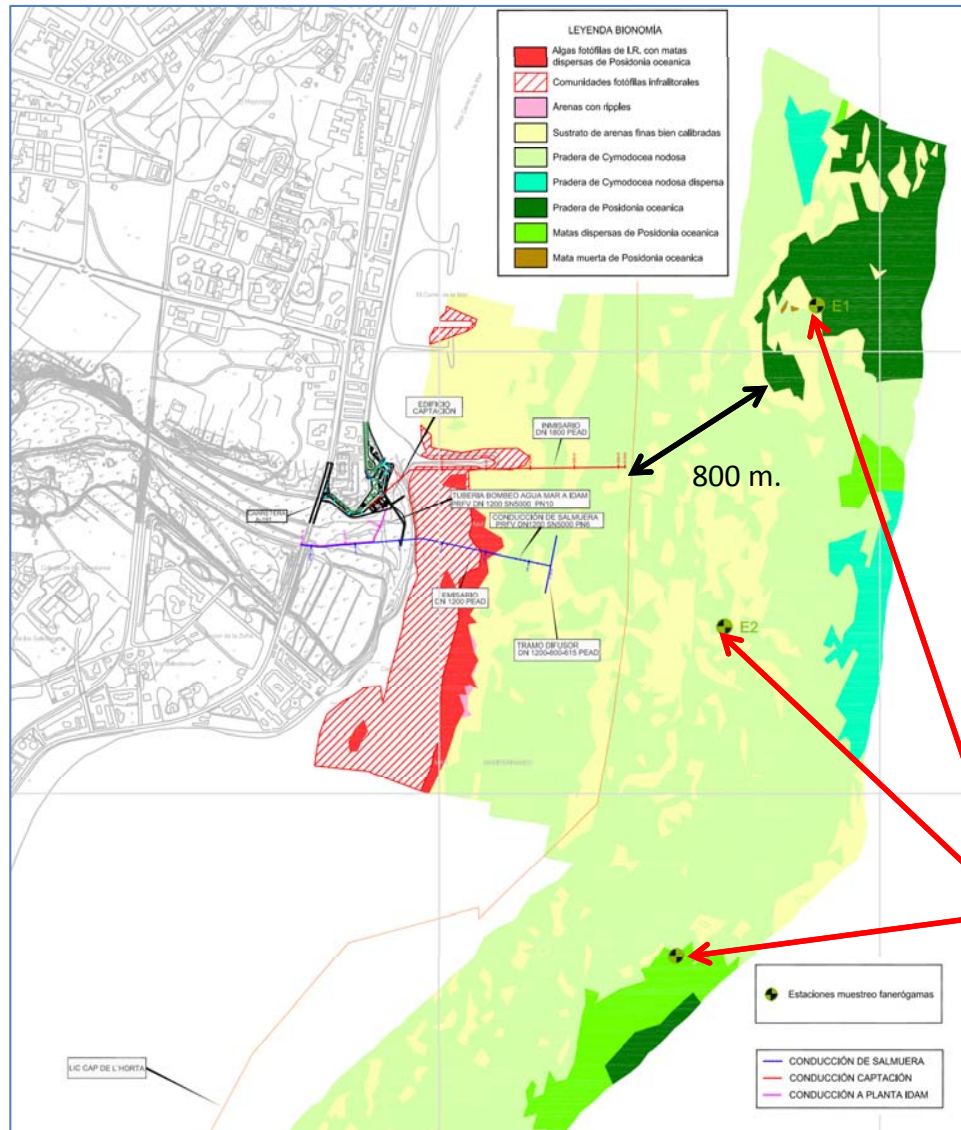 LEYENDA BIONOMÍA
Algas fotófilas de I.R. con matas
dispersas de Posidonia oceanica
Comunidades fotófilas infralitorales
Arenas con ripples
Sustrato de arenas finas bien calibradas
Pradera de Cymodocea nodosa
Pradera de Cymodocea nodosa dispersa
Pradera de Posidonia oceanica
Matas dispersas de Posidonia oceanica
Mata muerta de Posidonia oceanica
E1
EDIFICIO
CAPTACIÓN
INMISARIO
DN 1800 PEAD
800 m.
TUBERIA BOMBEO AGUA MAR A IDAM
PRFV DN 1200 SN5000 PN10
CARRETERA
CONDUCCIÓN DE SALMUERA
PRFV DN1200 SN5000 PN6
EMISARIO
DN 1200 PEAD
E2
TRAMO DIFUSOR
DN 1200-800-615 PEAD
MEDITERRANEO
Estaciones muestreo fanerógamas
LIC CAP DE L'HORTA
CONDUCCIÓN DE SALMUERA
CONDUCCIÓN CAPTACIÓN
CONDUCCIÓN A PLANTA IDAM